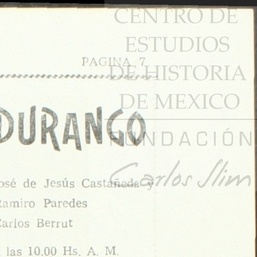 CENTRO DE
ESTUDIOS
PAGINA 7
DE HISTORIA
DE MEXICO
DURANGO
FUNDACIÓN
Carlos Slim
osé de Jesús Castañeda y
Ramiro Paredes
Carlos Berrut
las 10.00 Hs. A. M.